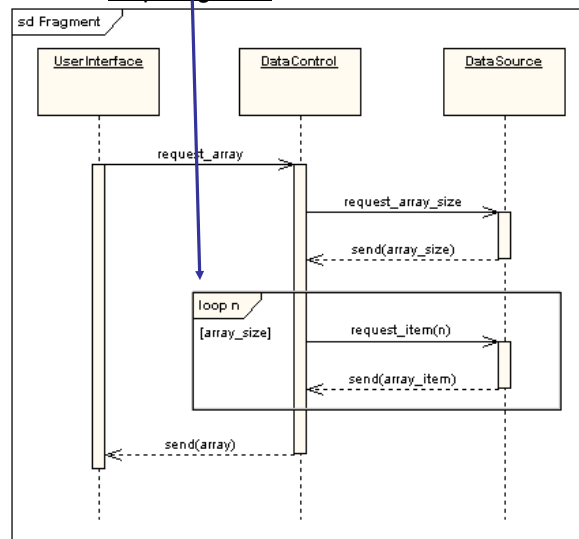 sd Fragment
UserInterface
DataControl
DataSource
request_array
request_array_size
send(array_size)
loop n
[array_size]
request_item(n)
send(array_item)
send(array)